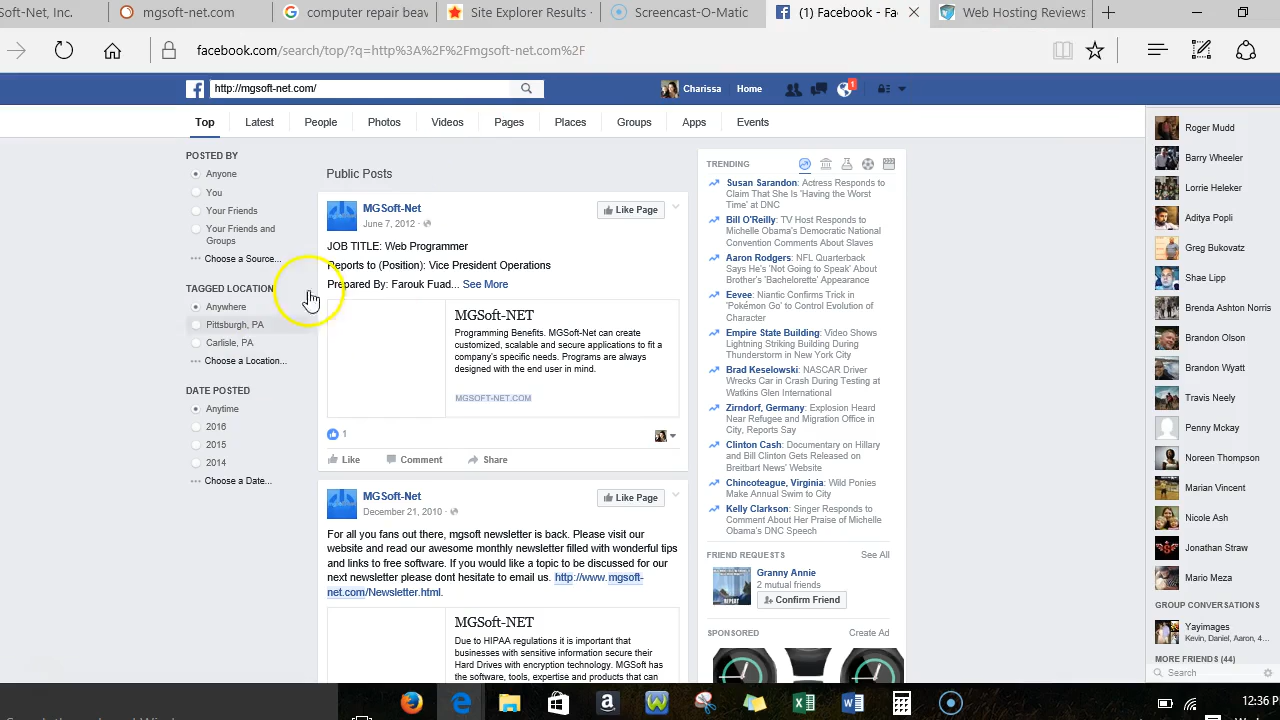 Soft-Net, Inc.
mgsoft-net.com
computer repair beav
Site Explorer Results -
Screencast-O-Matic
(1) Facebook - Fa
Web Hosting Reviews
facebook.com/search/top/?q=http%3A%2F%2Fmgsoft-net.com%2F
http://mgsoft-net.com/
Charissa
Home
1
Top
Latest
People
Photos
Videos
Pages
Places
Groups
Apps
Events
POSTED BY
Anyone
You
Your Friends
Your Friends and
Groups
Choose a Source...
TAGGED LOCATION
Anywhere
Pittsburgh, PA
Carlisle, PA
Choose a Location...
DATE POSTED
Anytime
2016
2015
2014
Choose a Date...
Public Posts
MGSoft-Net
June 7, 2012 ·
Like Page
JOB TITLE: Web Programmer
Reports to (Position): Vice President Operations
Prepared By: Farouk Fuad... See More
MGSoft-NET
Programming Benefits. MGSoft-Net can create
customized, scalable and secure applications to fit a
company's specific needs. Programs are always
designed with the end user in mind.
MGSOFT-NET.COM
1
Like
Comment
Share
MGSoft-Net
December 21, 2010 ·
Like Page
For all you fans out there, mgsoft newsletter is back. Please visit our
website and read our awesome monthly newsletter filled with wonderful tips
and links to free software. If you would like a topic to be discussed for our
next newsletter please dont hesitate to email us. http://www.mgsoft-
net.com/Newsletter.html.
MGSoft-NET
Due to HIPAA regulations it is important that
businesses with sensitive information secure their
Hard Drives with encryption technology. MGSoft has
the Software, tools, expertise and products that can
TRENDING
Susan Sarandon: Actress Responds to
Claim That She Is 'Having the Worst
Time' at DNC
Bill O'Reilly: TV Host Responds to
Michelle Obama's Democratic National
Convention Comments About Slaves
Aaron Rodgers: NFL Quarterback
Says He's 'Not Going to Speak' About
Brother's 'Bachelorette' Appearance
Eevee: Niantic Confirms Trick in
'Pokémon Go' to Control Evolution of
Character
Empire State Building: Video Shows
Lightning Striking Building During
Thunderstorm in New York City
Brad Keselowski: NASCAR Driver
Wrecks Car in Crash During Testing at
Watkins Glen International
Zirndorf, Germany: Explosion Heard
Near Refugee and Migration Office in
City, Reports Say
Clinton Cash: Documentary on Hillary
and Bill Clinton Gets Released on
Breitbart News' Website
Chincoteague, Virginia: Wild Ponies
Make Annual Swim to City
Kelly Clarkson: Singer Responds to
Comment About Her Praise of Michelle
Obama's DNC Speech
FRIEND REQUESTS
See All
Granny Annie
2 mutual friends
Confirm Friend
SPONSORED
Create Ad
Roger Mudd
Barry Wheeler
Lorrie Heleker
Aditya Popli
Greg Bukovatz
Shae Lipp
Brenda Ashton Norris
Brandon Olson
Brandon Wyatt
Travis Neely
Penny Mckay
Noreen Thompson
Marian Vincent
Nicole Ash
Jonathan Straw
Mario Meza
GROUP CONVERSATIONS
Yayimages
Kevin, Daniel, Aaron, 4...
MORE FRIENDS (44)
Search
12:36 P